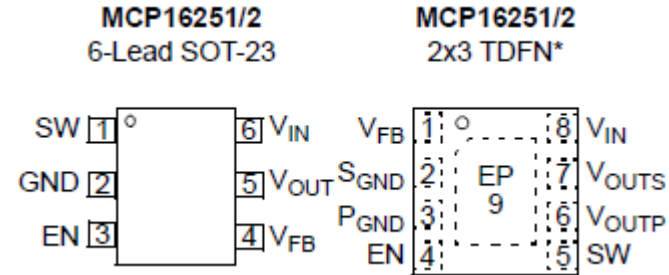 MCP16251/2 MCP16251/2
6-Lead SOT-23 2x3 TDFN*
SW 1 6 VIN VFB 1 8 VIN
GND 2 5 VOUT SGND 2 EP 7 VOUTS
9
EN 3 4 VFB PGND 3 6 VOUTP
EN 4 5 SW